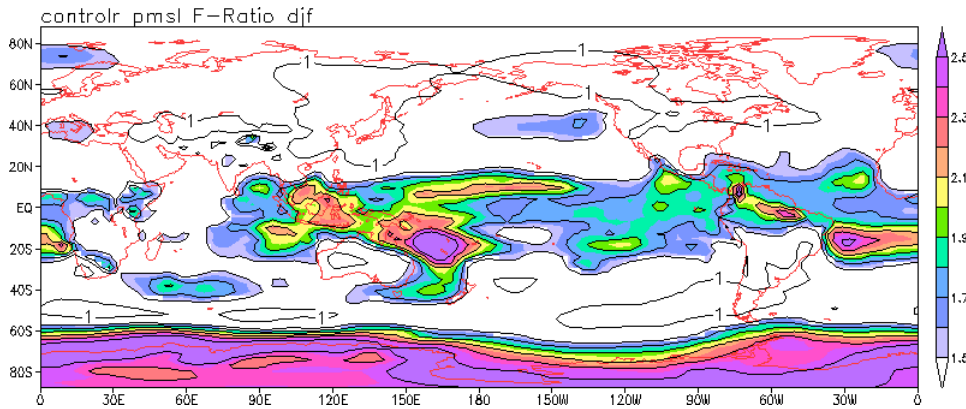 controlr pmsl F-Ratio djf
80N
60N
40N
20N
EQ
20S
40S
60S
80S
1
1
1
1
1
1
1
1
1
0
30E
60E
90E
120E
150E
180
150W
120W
90W
60W
30W
0
2.5
2.3
2.1
1.9
1.7
1.5